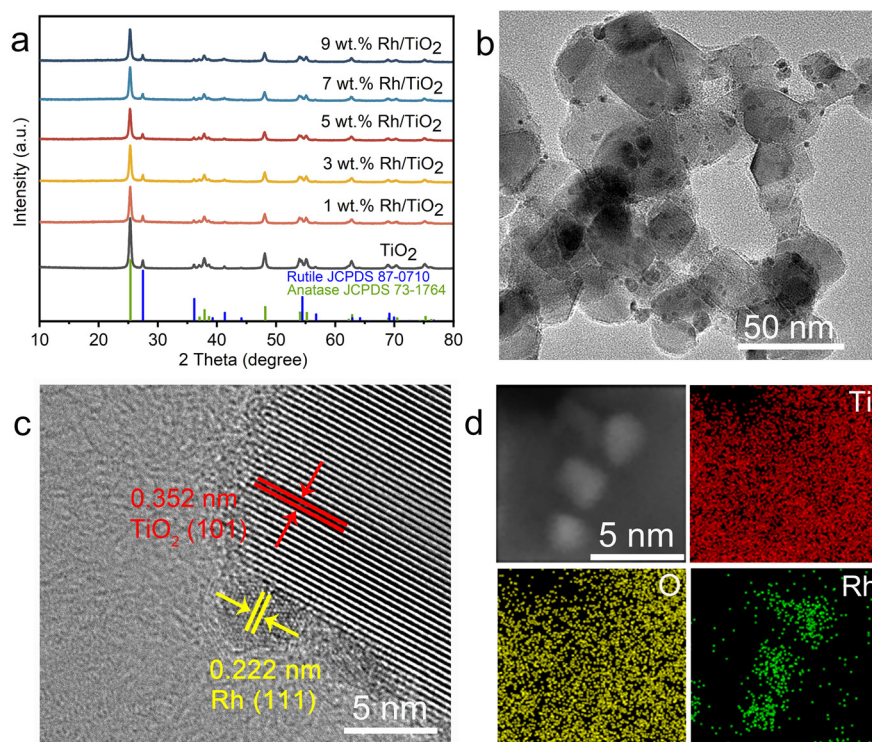 a
9 wt.% Rh/TiO2
7 wt.% Rh/TiO2
5 wt.% Rh/TiO2
3 wt.% Rh/TiO2
1 wt.% Rh/TiO2
TiO2
Rutile JCPDS 87-0710
Anatase JCPDS 73-1764
Intensity (a.u.)
10 20 30 40 50 60 70 80
2 Theta (degree)
b
50 nm
c
0.352 nm
TiO2 (101)
0.222 nm
Rh (111)
5 nm
d
5 nm
Ti
O
Rh